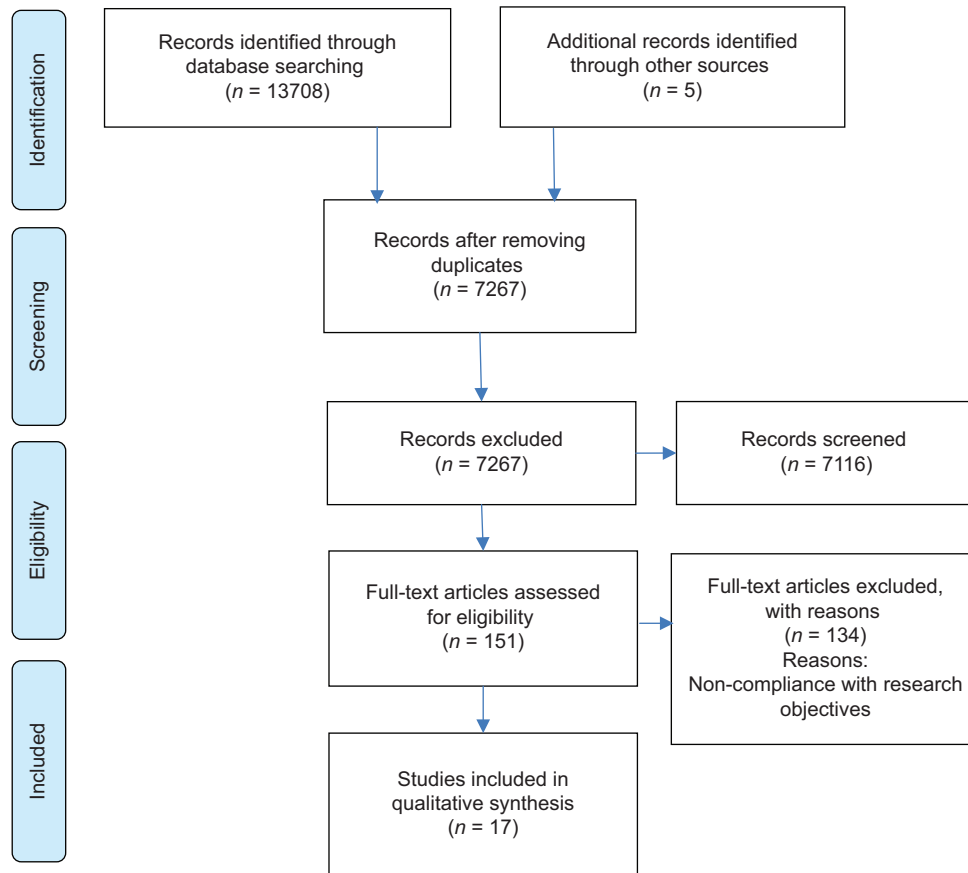 Identification
Records identified through
database searching
(n = 13708)
Additional records identified
through other sources
(n = 5)
Screening
Records after removing
duplicates
(n = 7267)
Records excluded
(n = 7267)
Records screened
(n = 7116)
Eligibility
Full-text articles assessed
for eligibility
(n = 151)
Full-text articles excluded,
with reasons
(n = 134)
Reasons:
Non-compliance with research
objectives
Included
Studies included in
qualitative synthesis
(n = 17)